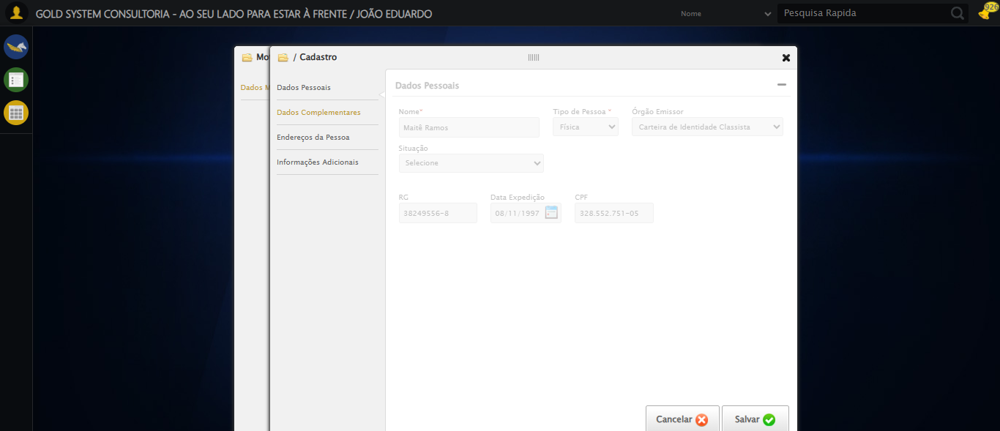 GOLD SYSTEM CONSULTORIA - AO SEU LADO PARA ESTAR À FRENTE / JOÃO EDUARDO
Nome
Pesquisa Rapida
926
Mo
/ Cadastro
Dados M
Dados Pessoais
Dados Complementares
Endereços da Pessoa
Informações Adicionais
Dados Pessoais
Nome* Tipo de Pessoa * Órgão Emissor
Maitê Ramos Física Carteira de Identidade Classista
Situação
Selecione
RG Data Expedição CPF
38249556-8 08/11/1997 328.552.751-05
Cancelar Salvar